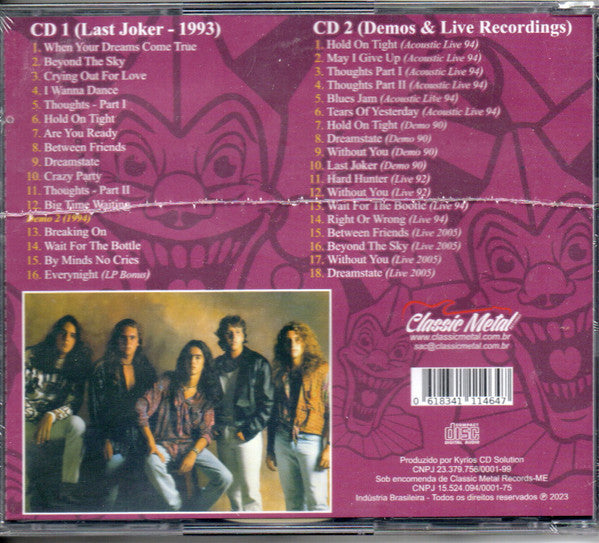 CD 1 (Last Joker - 1993)
1. When Your Dreams Come True
2. Beyond The Sky
3. Crying Out For Love
4. I Wanna Dance
5. Thoughts - Part I
6. Hold On Tight
7. Are You Ready
8. Between Friends
9. Dreamstate
10. Crazy Party
11. Thoughts - Part II
12. Big Time Waiting
Demo 2 (1994)
13. Breaking On
14. Wait For The Bottle
15. By Minds No Cries
16. Everynight (LP Bonus)
CD 2 (Demos & Live Recordings)
1. Hold On Tight (Acoustic Live 94)
2. May I Give Up (Acoustic Live 94)
3. Thoughts Part I (Acoustic Live 94)
4. Thoughts Part II (Acoustic Live 94)
5. Blues Jam (Acoustic Live 94)
6. Tears Of Yesterday (Acoustic Live 94)
7. Hold On Tight (Demo 90)
8. Dreamstate (Demo 90)
9. Without You (Demo 90)
10. Last Joker (Demo 90)
11. Hard Hunter (Live 92)
12. Without You (Live 92)
13. Wait For The Bootle (Live 94)
14. Right Or Wrong (Live 94)
15. Between Friends (Live 2005)
16. Beyond The Sky (Live 2005)
17. Without You (Live 2005)
18. Dreamstate (Live 2005)
Classic Metal
www.classicmetal.com.br
sac@classicmetal.com.br
0 618341 114647
COMPACT
disc
DIGITAL AUDIO
Produzido por Kyrios CD Solution
CNPJ 23.379.756/0001-99
Sob encomenda de Classic Metal Records-ME
CNPJ 15.524.094/0001-75
Indústria Brasileira - Todos os direitos reservados ℗ 2023